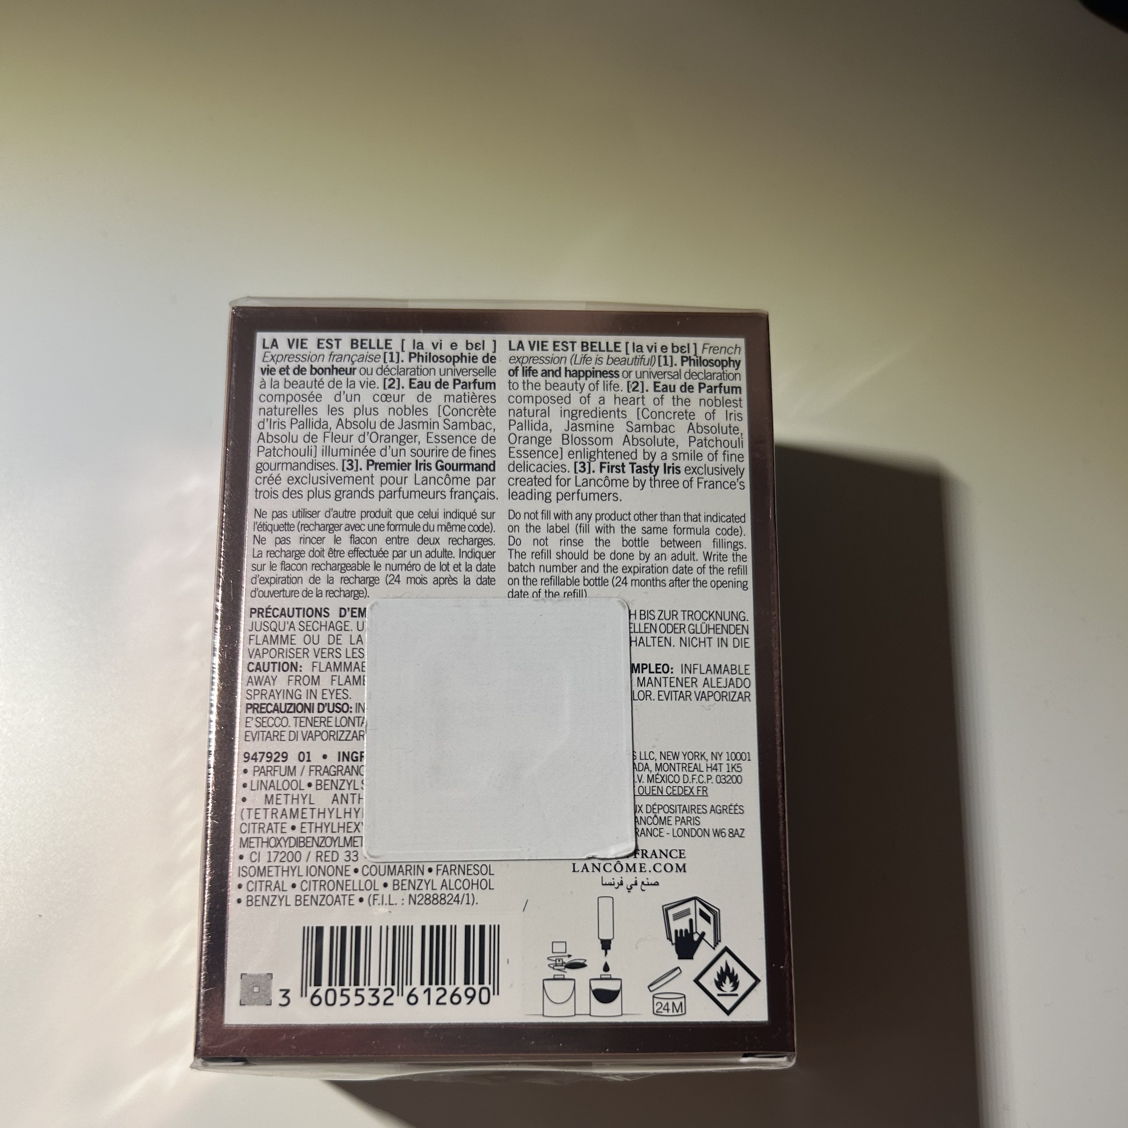 LA VIE EST BELLE [ la vi e bɛl ]
Expression française [1]. Philosophie de
vie et de bonheur ou déclaration universelle
à la beauté de la vie. [2]. Eau de Parfum
composée d'un cœur de matières
naturelles les plus nobles [Concrète
d'Iris Pallida, Absolu de Jasmin Sambac,
Absolu de Fleur d'Oranger, Essence de
Patchouli] illuminée d'un sourire de fines
gourmandises. [3]. Premier Iris Gourmand
créé exclusivement pour Lancôme par
trois des plus grands parfumeurs français.
Ne pas utiliser d'autre produit que celui indiqué sur
l'étiquette (recharger avec une formule du même code).
Ne pas rincer le flacon entre deux recharges.
La recharge doit être effectuée par un adulte. Indiquer
sur le flacon rechargeable le numéro de lot et la date
d'expiration de la recharge (24 mois après la date
d'ouverture de la recharge).
LA VIE EST BELLE [ la vi e bɛl ] French
expression (Life is beautiful) [1]. Philosophy
of life and happiness or universal declaration
to the beauty of life. [2]. Eau de Parfum
composed of a heart of the noblest
natural ingredients [Concrete of Iris
Pallida, Jasmine Sambac Absolute,
Orange Blossom Absolute, Patchouli
Essence] enlightened by a smile of fine
delicacies. [3]. First Tasty Iris exclusively
created for Lancôme by three of France's
leading perfumers.
Do not fill with any product other than that indicated
on the label (fill with the same formula code).
Do not rinse the bottle between fillings.
The refill should be done by an adult. Write the
batch number and the expiration date of the refill
on the refillable bottle (24 months after the opening
date of the refill)
PRÉCAUTIONS D'EM
JUSQU'A SECHAGE. U
FLAMME OU DE LA
VAPORISER VERS LES
CAUTION: FLAMMAB
AWAY FROM FLAME
SPRAYING IN EYES.
PRECAUZIONI D'USO: IN
E' SECCO. TENERE LONTA
EVITARE DI VAPORIZZAR
H BIS ZUR TROCKNUNG.
ELLEN ODER GLÜHENDEN
HALTEN. NICHT IN DIE
MPLEO: INFLAMABLE
MANTENER ALEJADO
LOR. EVITAR VAPORIZAR
947929 01 • INGR
• PARFUM / FRAGRANC
• LINALOOL • BENZYL S
• METHYL ANTH
(TETRAMETHYLHY
CITRATE • ETHYLHEX
METHOXYDIBENZOYLMET
• CI 17200 / RED 33
ISOMETHYL IONONE • COUMARIN • FARNESOL
• CITRAL • CITRONELLOL • BENZYL ALCOHOL
• BENZYL BENZOATE • (F.I.L. : N288824/1).
S LLC, NEW YORK, NY 10001
ADA, MONTREAL H4T 1K5
.V. MÉXICO D.F.C.P. 03200
OUEN CEDEX FR
UX DÉPOSITAIRES AGRÉÉS
ANCÔME PARIS
RANCE - LONDON W6 8AZ
FRANCE
LANCÔME.COM
صنع في فرنسا
24M
3 605532 612690